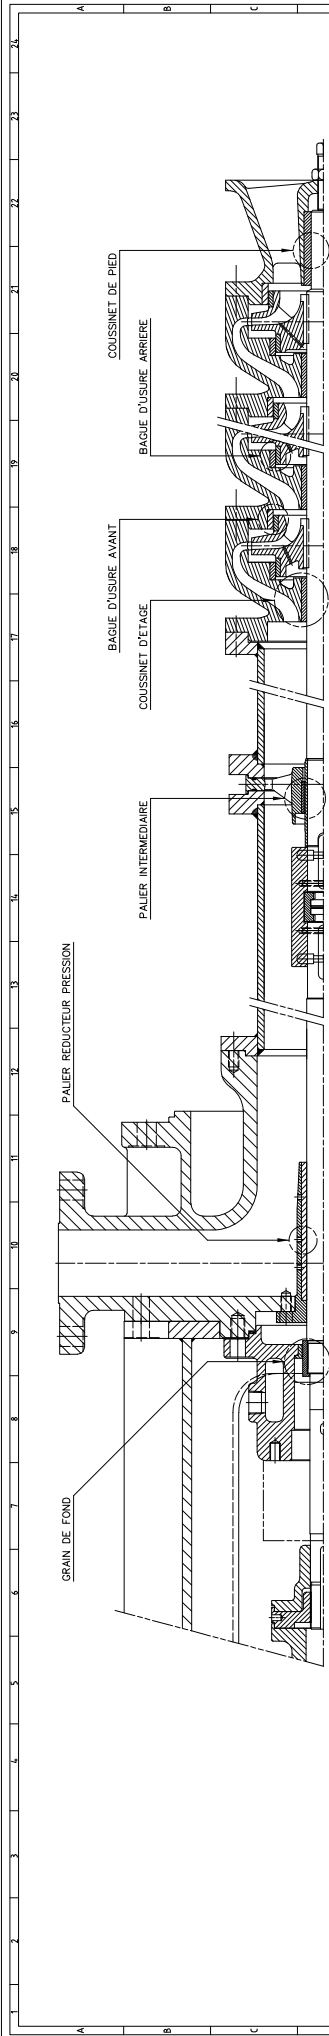 24
23
22
21
20
19
18
17
16
15
14
13
12
11
10
9
8
7
6
5
4
3
2
1
A
B
C
A
B
C
COUSSINET DE PIED
BAGUE D'USURE ARRIERE
BAGUE D'USURE AVANT
COUSSINET D'ETAGE
PALIER INTERMEDIAIRE
PALIER REDUCTEUR PRESSION
GRAIN DE FOND